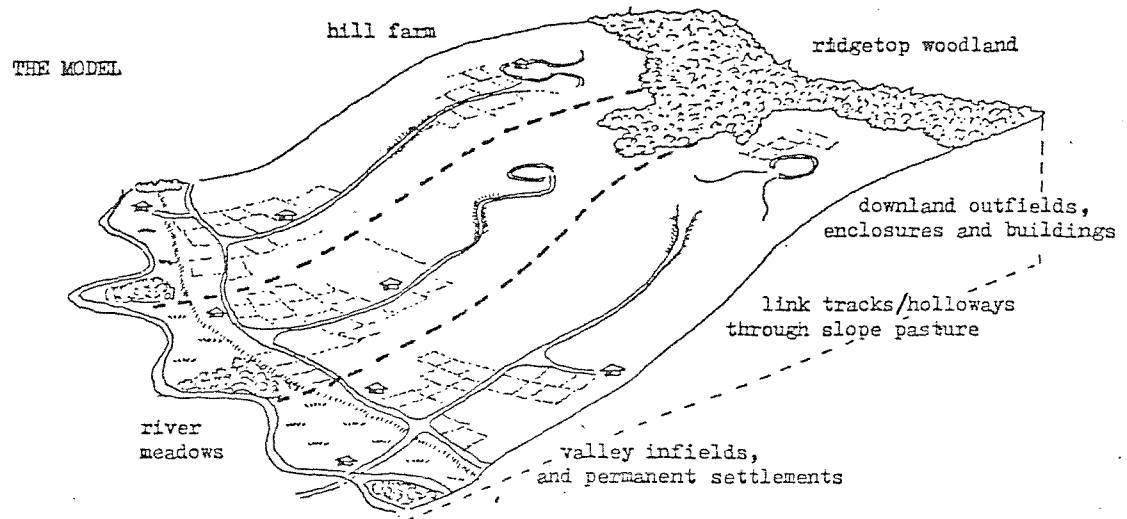 hill farm
ridgetop woodland
THE MODEL
downland outfields,
enclosures and buildings
link tracks/holloways
through slope pasture
river
meadows
valley infields,
and permanent settlements